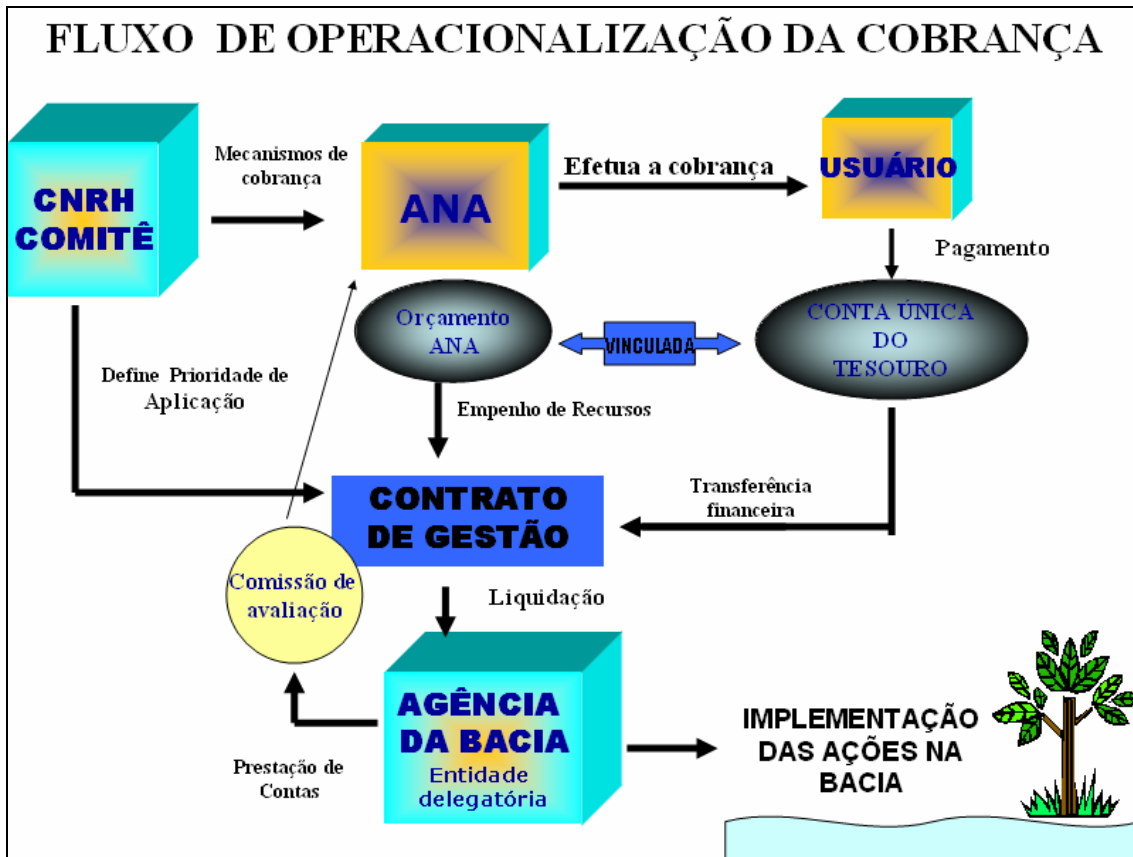 FLUXO DE OPERACIONALIZAÇÃO DA COBRANÇA
CNRH
COMITÊ
Mecanismos de
cobrança
ANA
Efetua a cobrança
USUÁRIO
Pagamento
Orçamento
ANA
VINCULADA
CONTA ÚNICA
DO
TESOURO
Define Prioridade de
Aplicação
Empenho de Recursos
CONTRATO
DE GESTÃO
Transferência
financeira
Comissão de
avaliação
Liquidação
AGÊNCIA
DA BACIA
Entidade
delegatória
Prestação de
Contas
IMPLEMENTAÇÃO
DAS AÇÕES NA
BACIA